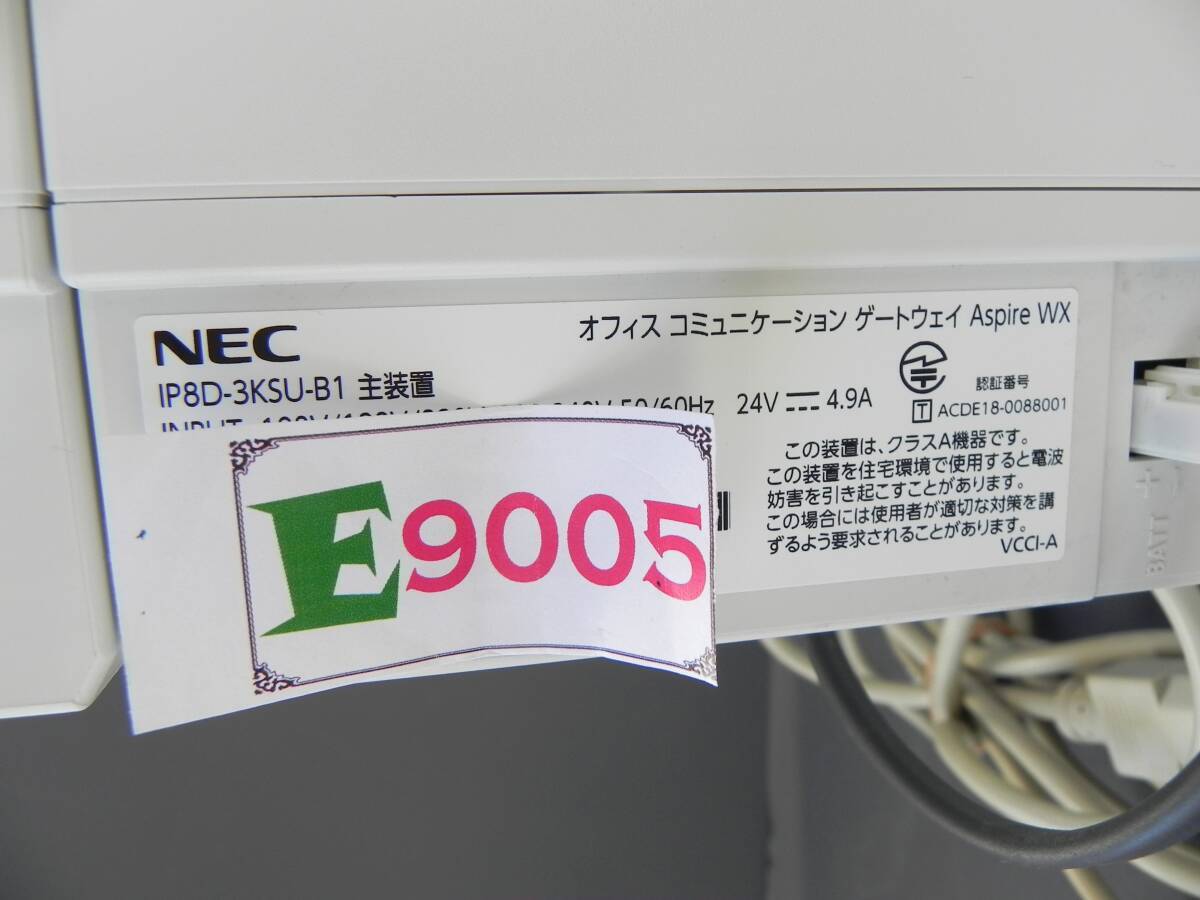 NEC
オフィス コミュニケーション ゲートウェイ Aspire WX
IP8D-3KSU-B1 主装置
50/60Hz 24V 4.9A
認証番号
T ACDE18-0088001
この装置は、クラスA機器です。
この装置を住宅環境で使用すると電波
妨害を引き起こすことがあります。
この場合には使用者が適切な対策を講
ずるよう要求されることがあります。
VCCI-A
E9005
BATT